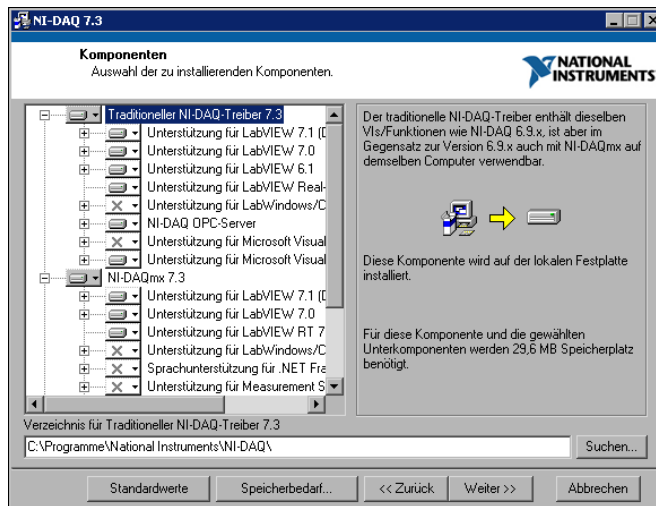 NI-DAQ 7.3
Komponenten
Auswahl der zu installierenden Komponenten.
NATIONAL
INSTRUMENTS
Traditioneller NI-DAQ-Treiber 7.3
Unterstützung für LabVIEW 7.1 (D
Unterstützung für LabVIEW 7.0
Unterstützung für LabVIEW 6.1
Unterstützung für LabVIEW Real-
Unterstützung für LabWindows/C
NI-DAQ OPC-Server
Unterstützung für Microsoft Visual
Unterstützung für Microsoft Visual
NI-DAQmx 7.3
Unterstützung für LabVIEW 7.1 (D
Unterstützung für LabVIEW 7.0
Unterstützung für LabVIEW RT 7
Unterstützung für LabWindows/C
Sprachunterstützung für .NET Fra
Unterstützung für Measurement S
Der traditionelle NI-DAQ-Treiber enthält dieselben
VIs/Funktionen wie NI-DAQ 6.9.x, ist aber im
Gegensatz zur Version 6.9.x auch mit NI-DAQmx auf
demselben Computer verwendbar.
Diese Komponente wird auf der lokalen Festplatte
installiert.
Für diese Komponente und die gewählten
Unterkomponenten werden 29,6 MB Speicherplatz
benötigt.
Verzeichnis für Traditioneller NI-DAQ-Treiber 7.3
C:\Programme\National Instruments\NI-DAQ\
Suchen...
Standardwerte
Speicherbedarf...
<< Zurück
Weiter >>
Abbrechen